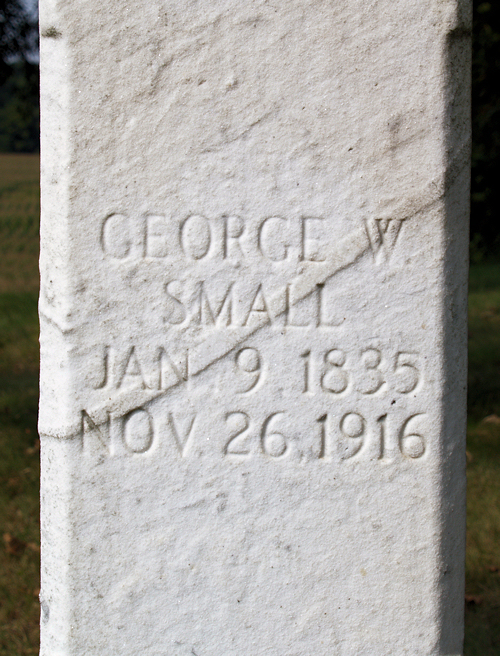 GEORGE W.
SMALL
JAN. 9, 1835
NOV. 26, 1916